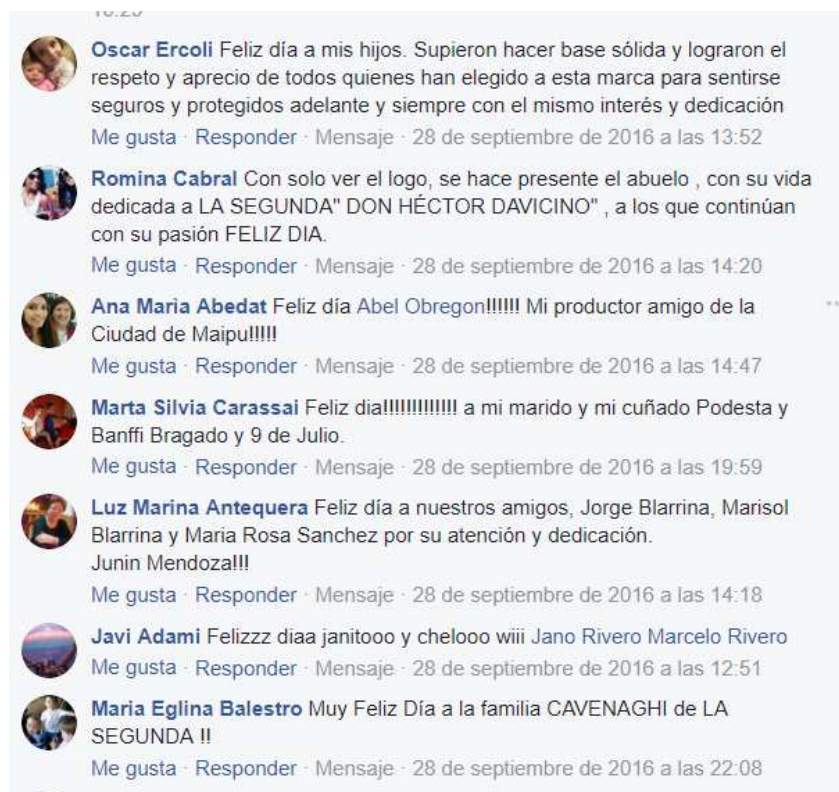 Oscar Ercoli Feliz día a mis hijos. Supieron hacer base sólida y lograron el
respeto y aprecio de todos quienes han elegido a esta marca para sentirse
seguros y protegidos adelante y siempre con el mismo interés y dedicación
Me gusta · Responder · Mensaje · 28 de septiembre de 2016 a las 13:52
Romina Cabral Con solo ver el logo, se hace presente el abuelo , con su vida
dedicada a LA SEGUNDA" DON HÉCTOR DAVICINO" , a los que continúan
con su pasión FELIZ DIA.
Me gusta · Responder · Mensaje · 28 de septiembre de 2016 a las 14:20
Ana Maria Abedat Feliz día Abel Obregon!!!!!! Mi productor amigo de la
Ciudad de Maipu!!!!!
Me gusta · Responder · Mensaje · 28 de septiembre de 2016 a las 14:47
Marta Silvia Carassai Feliz dia!!!!!!!!!!!!! a mi marido y mi cuñado Podesta y
Banffi Bragado y 9 de Julio.
Me gusta · Responder · Mensaje · 28 de septiembre de 2016 a las 19:59
Luz Marina Antequera Feliz día a nuestros amigos, Jorge Blarrina, Marisol
Blarrina y Maria Rosa Sanchez por su atención y dedicación.
Junin Mendoza!!!
Me gusta · Responder · Mensaje · 28 de septiembre de 2016 a las 14:18
Javi Adami Felizzz diaa janitooo y chelooo wiii Jano Rivero Marcelo Rivero
Me gusta · Responder · Mensaje · 28 de septiembre de 2016 a las 12:51
Maria Eglina Balestro Muy Feliz Día a la familia CAVENAGHI de LA
SEGUNDA !!
Me gusta · Responder · Mensaje · 28 de septiembre de 2016 a las 22:08